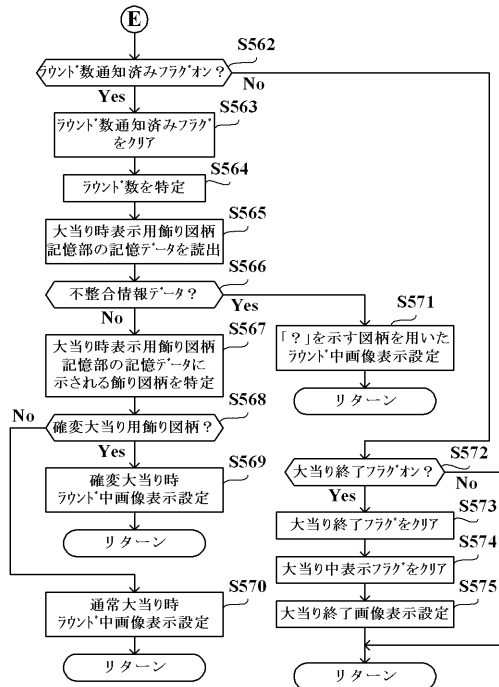 E
S562
ラウンド数通知済みフラグオン?
Yes
No
S563
ラウンド数通知済みフラグ
をクリア
S564
ラウンド数を特定
S565
大当り時表示用飾り図柄
記憶部の記憶データを読出
S566
不整合情報データ?
Yes
No
S571
「?」を示す図柄を用いた
ラウンド中画像表示設定
リターン
S567
大当り時表示用飾り図柄
記憶部の記憶データに
示される飾り図柄を特定
S568
確変大当り用飾り図柄?
No
Yes
S569
確変大当り時
ラウンド中画像表示設定
リターン
S570
通常大当り時
ラウンド中画像表示設定
リターン
S572
大当り終了フラグオン?
Yes
No
S573
大当り終了フラグをクリア
S574
大当り中表示フラグをクリア
S575
大当り終了画像表示設定
リターン